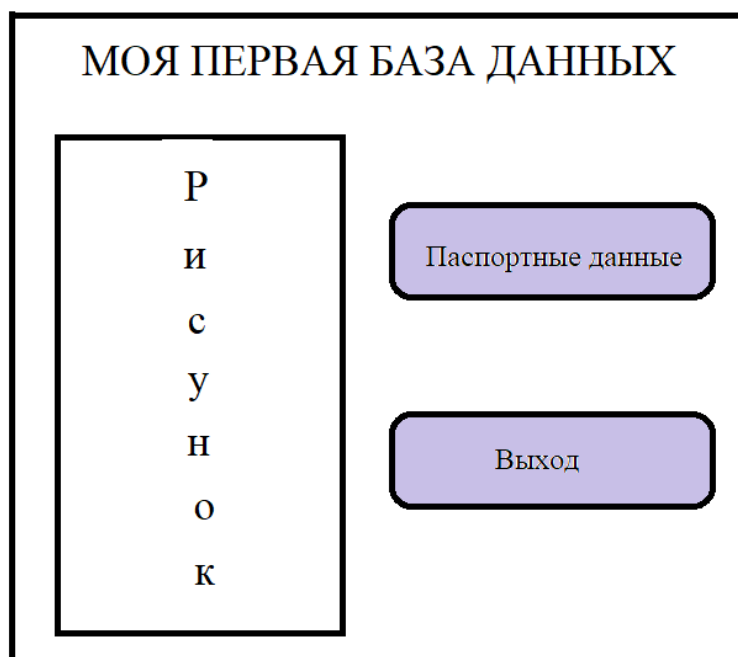 МОЯ ПЕРВАЯ БАЗА ДАННЫХ
Р
и
с
у
н
о
к
Паспортные данные
Выход